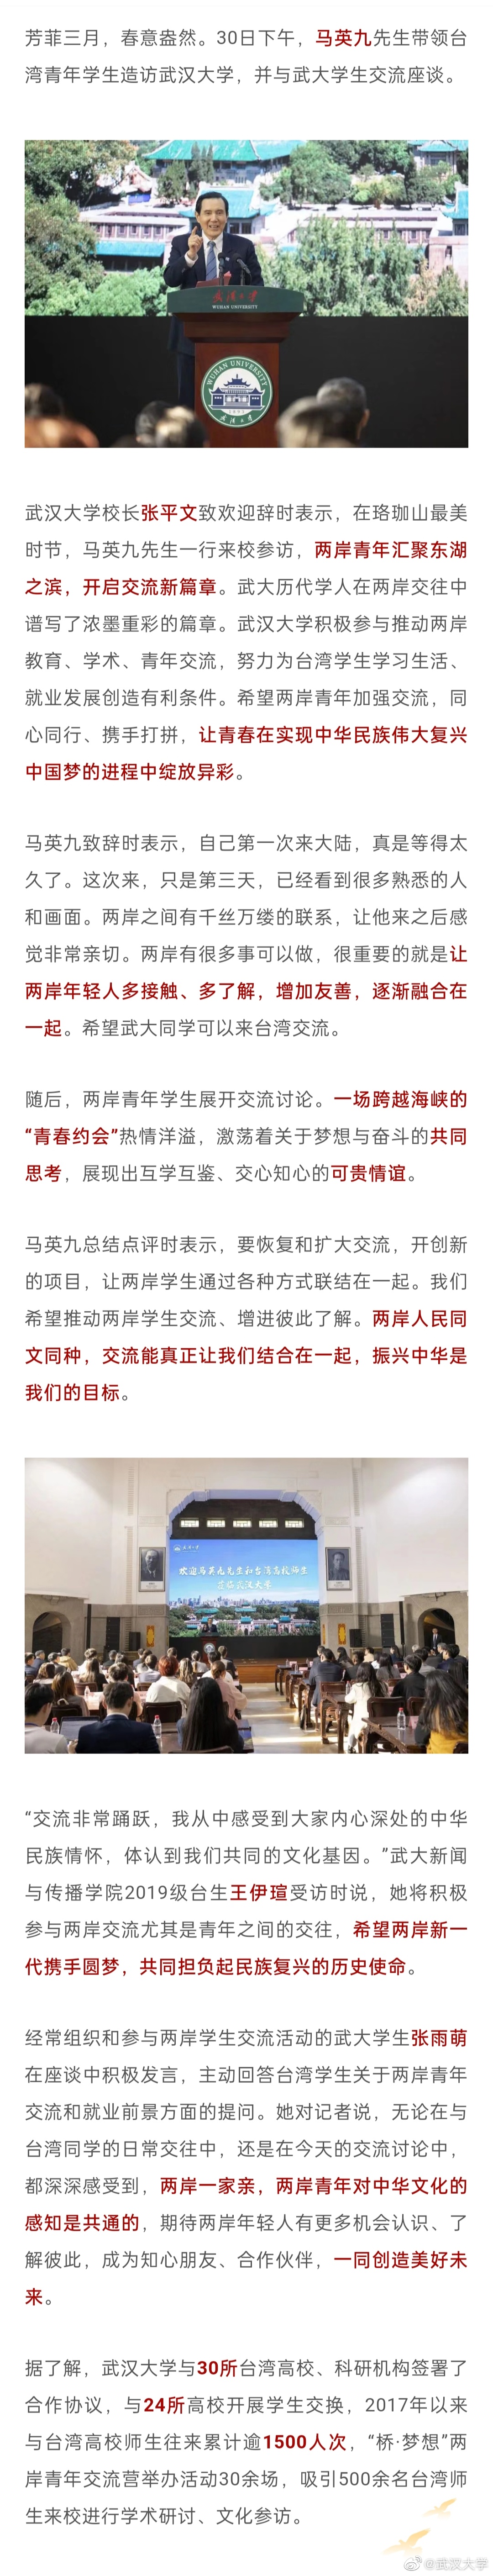 芳菲三月，春意盎然。30日下午，马英九先生带领台
湾青年学生造访武汉大学，并与武大学生交流座谈。
武汉大学
WUHAN UNIVERSITY
WUHAN UNIVERSITY
1893
武汉大学
武汉大学校长张平文致欢迎辞时表示，在珞珈山最美
时节，马英九先生一行来校参访，两岸青年汇聚东湖
之滨，开启交流新篇章。武大历代学人在两岸交往中
谱写了浓墨重彩的篇章。武汉大学积极参与推动两岸
教育、学术、青年交流，努力为台湾学生学习生活、
就业发展创造有利条件。希望两岸青年加强交流，同
心同行、携手打拼，让青春在实现中华民族伟大复兴
中国梦的进程中绽放异彩。
马英九致辞时表示，自己第一次来大陆，真是等得太
久了。这次来，只是第三天，已经看到很多熟悉的人
和画面。两岸之间有千丝万缕的联系，让他来之后感
觉非常亲切。两岸有很多事可以做，很重要的就是让
两岸年轻人多接触、多了解，增加友善，逐渐融合在
一起。希望武大同学可以来台湾交流。
随后，两岸青年学生展开交流讨论。一场跨越海峡的
“青春约会”热情洋溢，激荡着关于梦想与奋斗的共同
思考，展现出互学互鉴、交心知心的可贵情谊。
马英九总结点评时表示，要恢复和扩大交流，开创新
的项目，让两岸学生通过各种方式联结在一起。我们
希望推动两岸学生交流、增进彼此了解。两岸人民同
文同种，交流能真正让我们结合在一起，振兴中华是
我们的目标。
武汉大学
欢迎马英九先生和台湾高校师生
莅临武汉大学
“交流非常踊跃，我从中感受到大家内心深处的中华
民族情怀，体认到我们共同的文化基因。”武大新闻
与传播学院2019级台生王伊瑄受访时说，她将积极
参与两岸交流尤其是青年之间的交往，希望两岸新一
代携手圆梦，共同担负起民族复兴的历史使命。
经常组织和参与两岸学生交流活动的武大学生张雨萌
在座谈中积极发言，主动回答台湾学生关于两岸青年
交流和就业前景方面的提问。她对记者说，无论在与
台湾同学的日常交往中，还是在今天的交流讨论中，
都深深感受到，两岸一家亲，两岸青年对中华文化的
感知是共通的，期待两岸年轻人有更多机会认识、了
解彼此，成为知心朋友、合作伙伴，一同创造美好未
来。
据了解，武汉大学与30所台湾高校、科研机构签署了
合作协议，与24所高校开展学生交换，2017年以来
与台湾高校师生往来累计逾1500人次，“桥·梦想”两
岸青年交流营举办活动30余场，吸引500余名台湾师
生来校进行学术研讨、文化参访。
@武汉大学